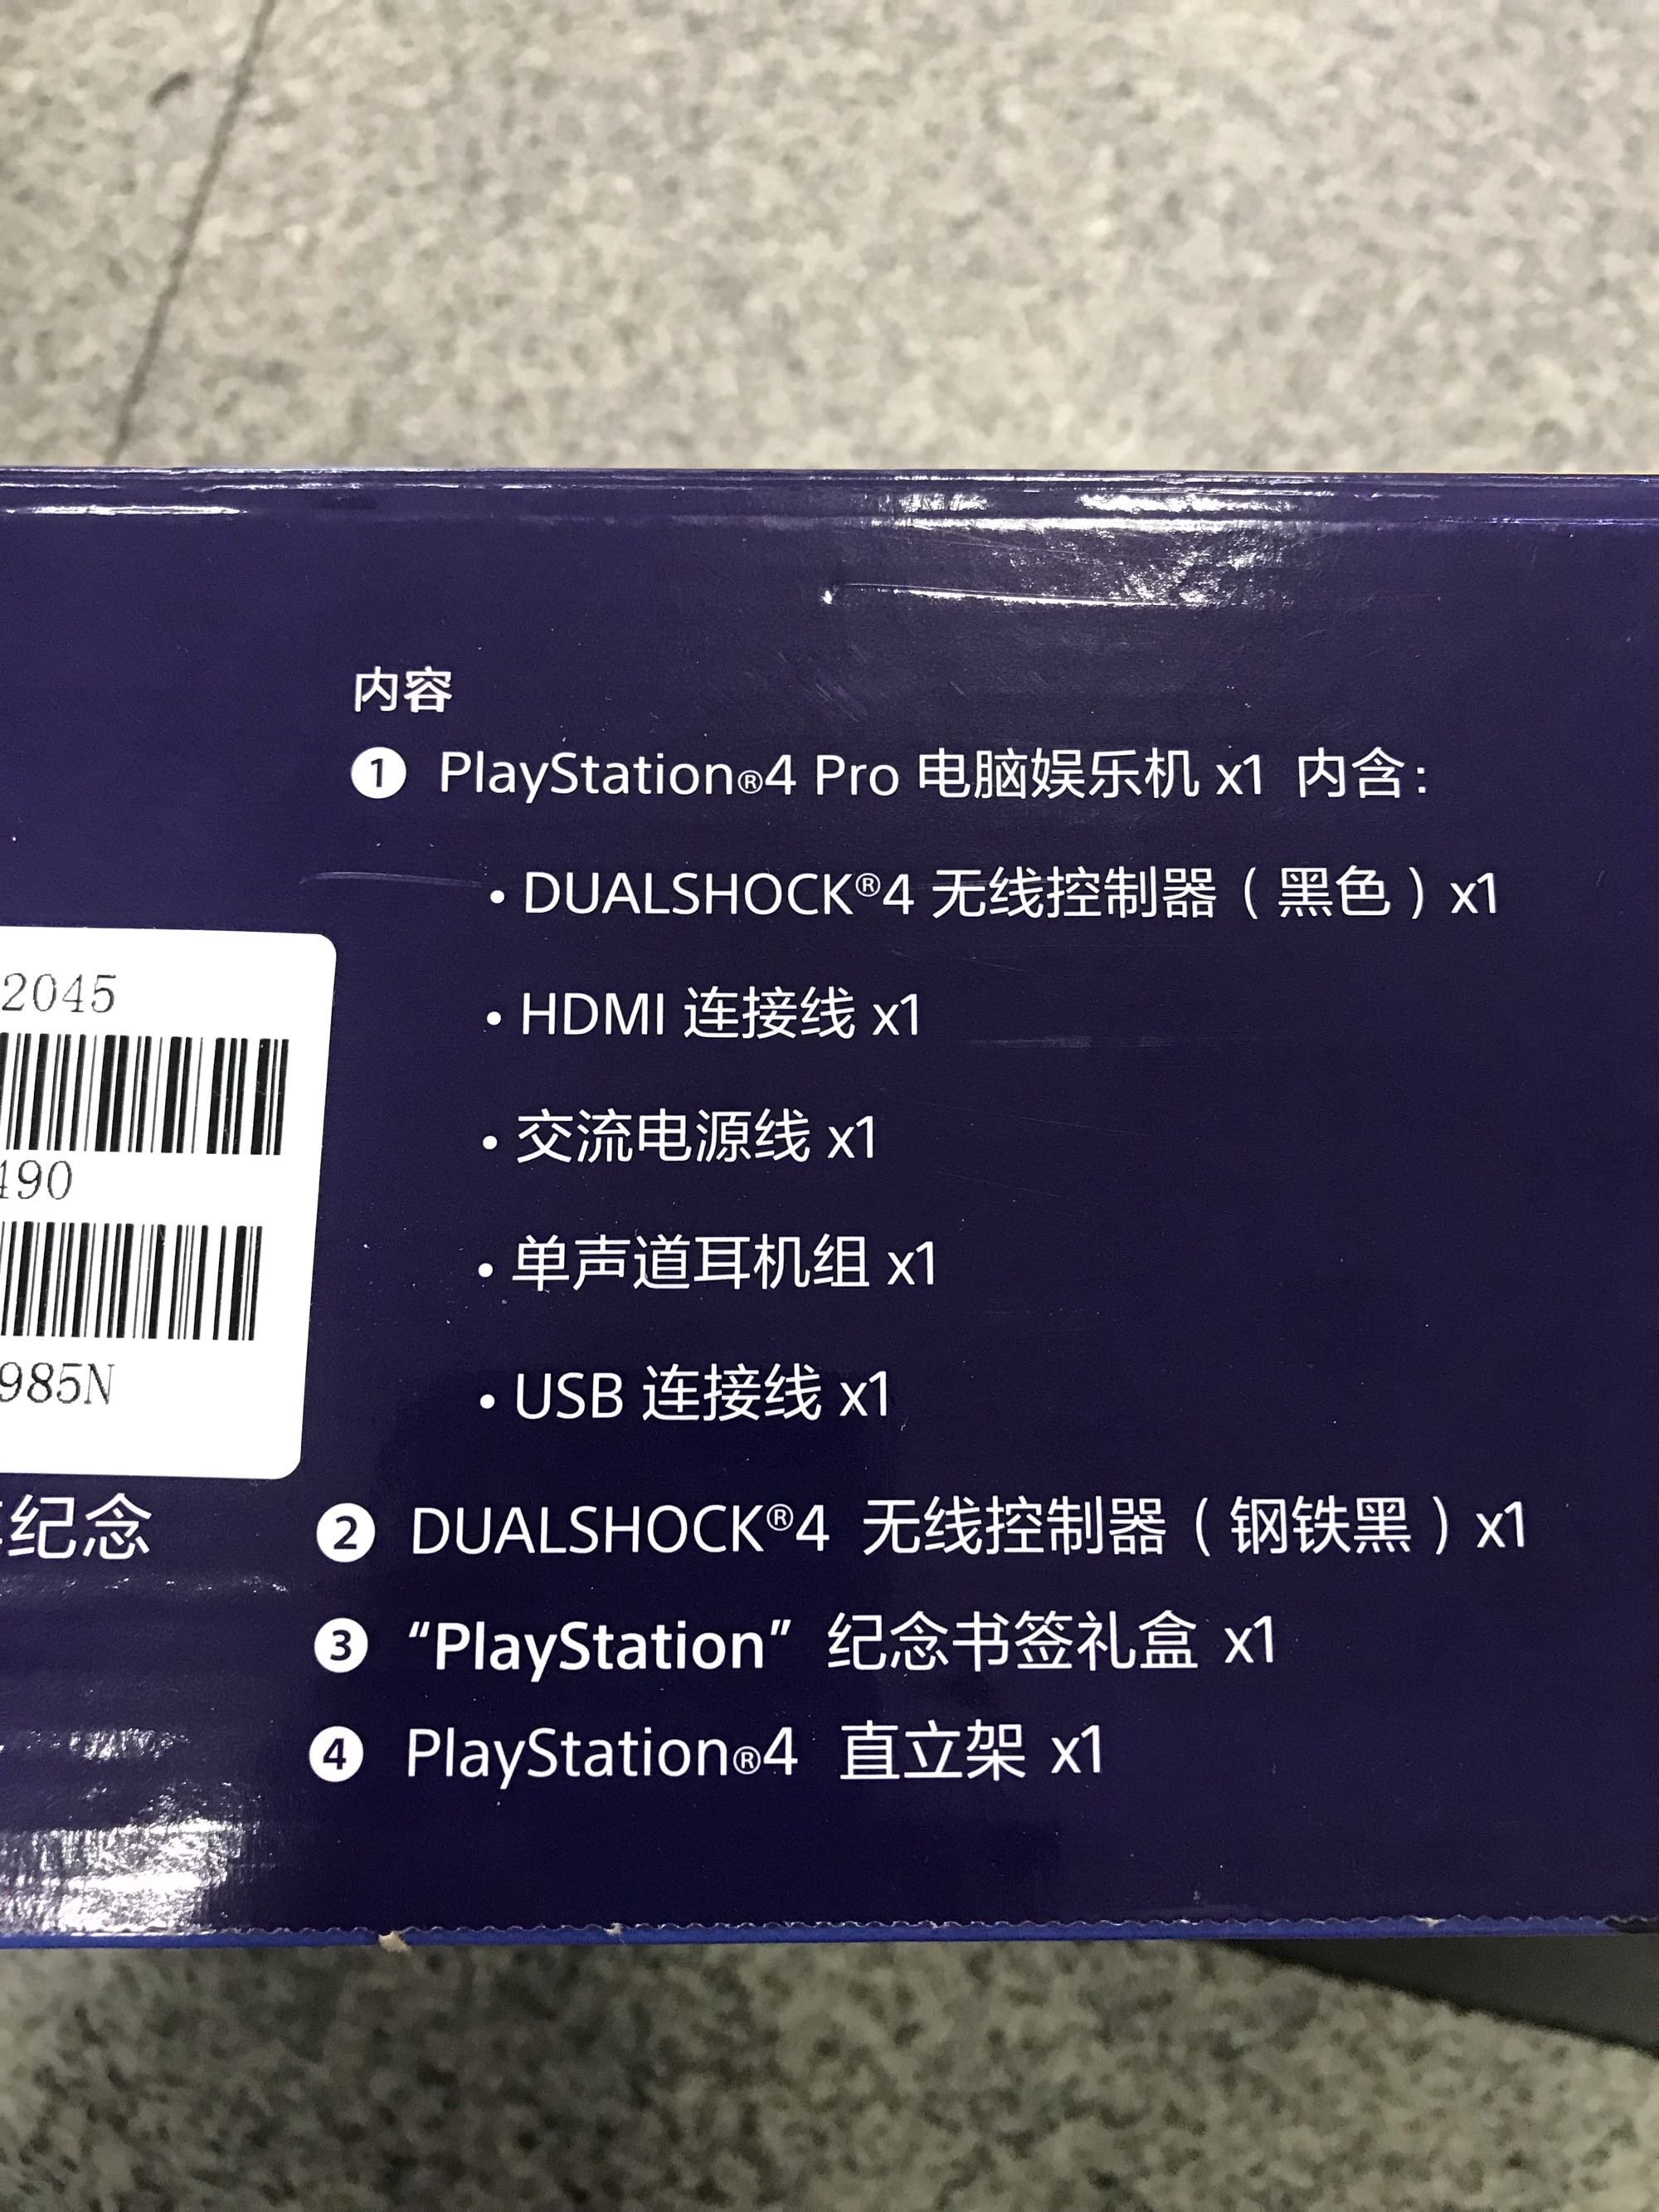 内容
❶ PlayStation®4 Pro 电脑娱乐机 x1 内含：
• DUALSHOCK®4 无线控制器（黑色）x1
• HDMI 连接线 x1
• 交流电源线 x1
• 单声道耳机组 x1
• USB 连接线 x1
❷ DUALSHOCK®4 无线控制器（钢铁黑）x1
❸ “PlayStation” 纪念书签礼盒 x1
❹ PlayStation®4 直立架 x1
2045
490
985N
纪念